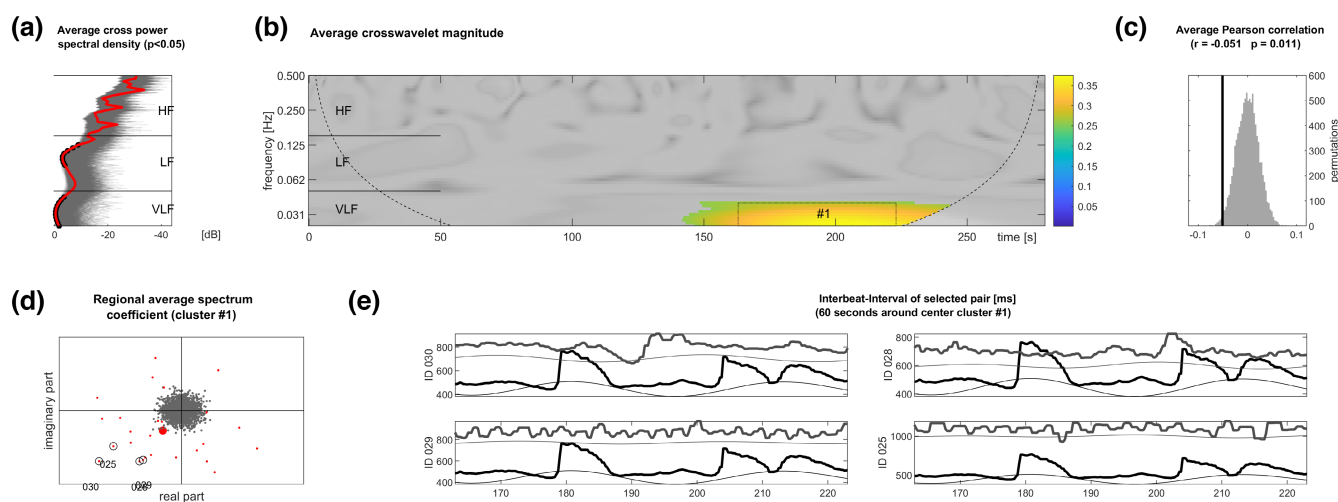 (a)
Average cross power
spectral density (p<0.05)
HF
LF
VLF
0
-20
-40
[dB]
(b)
Average crosswavelet magnitude
0.500
0.250
0.125
0.062
0.031
frequency [Hz]
HF
LF
VLF
#1
0
50
100
150
200
250
time [s]
0.35
0.3
0.25
0.2
0.15
0.1
0.05
(c)
Average Pearson correlation
(r = -0.051 p = 0.011)
600
500
400
300
200
100
0
permutations
-0.1
0
0.1
(d)
Regional average spectrum
coefficient (cluster #1)
imaginary part
real part
025
030
029
(e)
Interbeat-Interval of selected pair [ms]
(60 seconds around center cluster #1)
ID 030
800
600
400
ID 028
800
600
400
ID 029
800
600
400
170
180
190
200
210
220
ID 025
1000
500
170
180
190
200
210
220